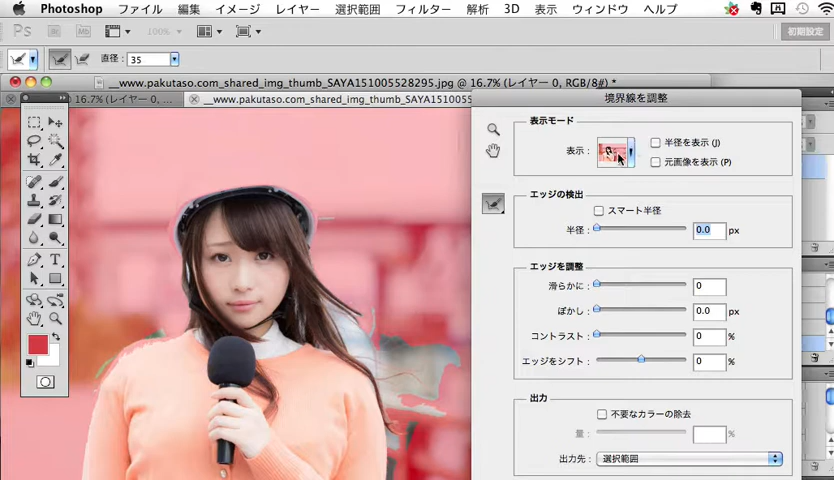 Photoshop ファイル 編集 イメージ レイヤー 選択範囲 フィルター 解析 3D 表示 ウィンドウ ヘルプ
Ps Br Mb 100% 初期設定
直径: 35
__www.pakutaso.com_shared_img_thumb_SAYA151005528295.jpg @ 16.7% (レイヤー 0, RGB/8#) *
16.7% (レイヤー 0, ... __www.pakutaso.com_shared_img_thumb_SAYA1510055
境界線を調整
表示モード
表示:
半径を表示 (J)
元画像を表示 (P)
エッジの検出
スマート半径
半径: 0.0 px
エッジを調整
滑らかに: 0
ぼかし: 0.0 px
コントラスト: 0 %
エッジをシフト: 0 %
出力
不要なカラーの除去
量: %
出力先: 選択範囲